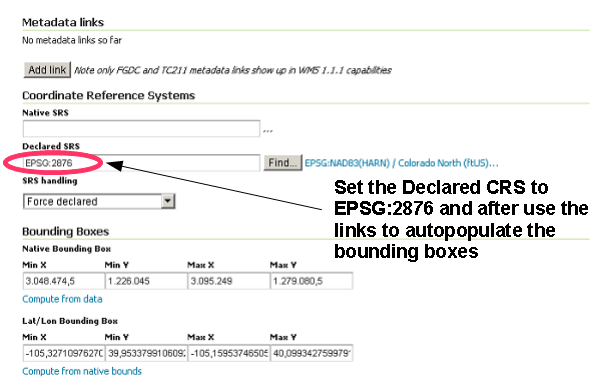 Metadata links
No metadata links so far
Add link Note only FGDC and TC211 metadata links show up in WMS 1.1.1 capabilities
Coordinate Reference Systems
Native SRS
...
Declared SRS
EPSG:2876 Find... EPSG:NAD83(HARN) / Colorado North (ftUS)...
SRS handling
Force declared
Set the Declared CRS to
EPSG:2876 and after use the
links to autopopulate the
bounding boxes
Bounding Boxes
Native Bounding Box
Min X Min Y Max X Max Y
3.048.474,5 1.226.045 3.095.249 1.279.080,5
Compute from data
Lat/Lon Bounding Box
Min X Min Y Max X Max Y
-105,3271097627( 39,9533799106092 -105,15953746505 40,099342759979
Compute from native bounds